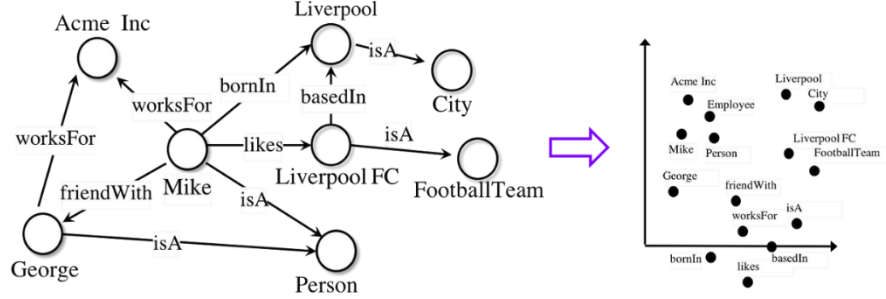 Liverpool
Acme Inc
isA
bornIn
City
worksFor
basedIn
worksFor
likes
isA
Mike
Liverpool FC
FootballTeam
friendWith
isA
isA
George
Person
Acme Inc
Liverpool
City
Employee
Mike
Person
Liverpool FC
FootballTeam
George
friendWith
isA
worksFor
bornIn
basedIn
likes